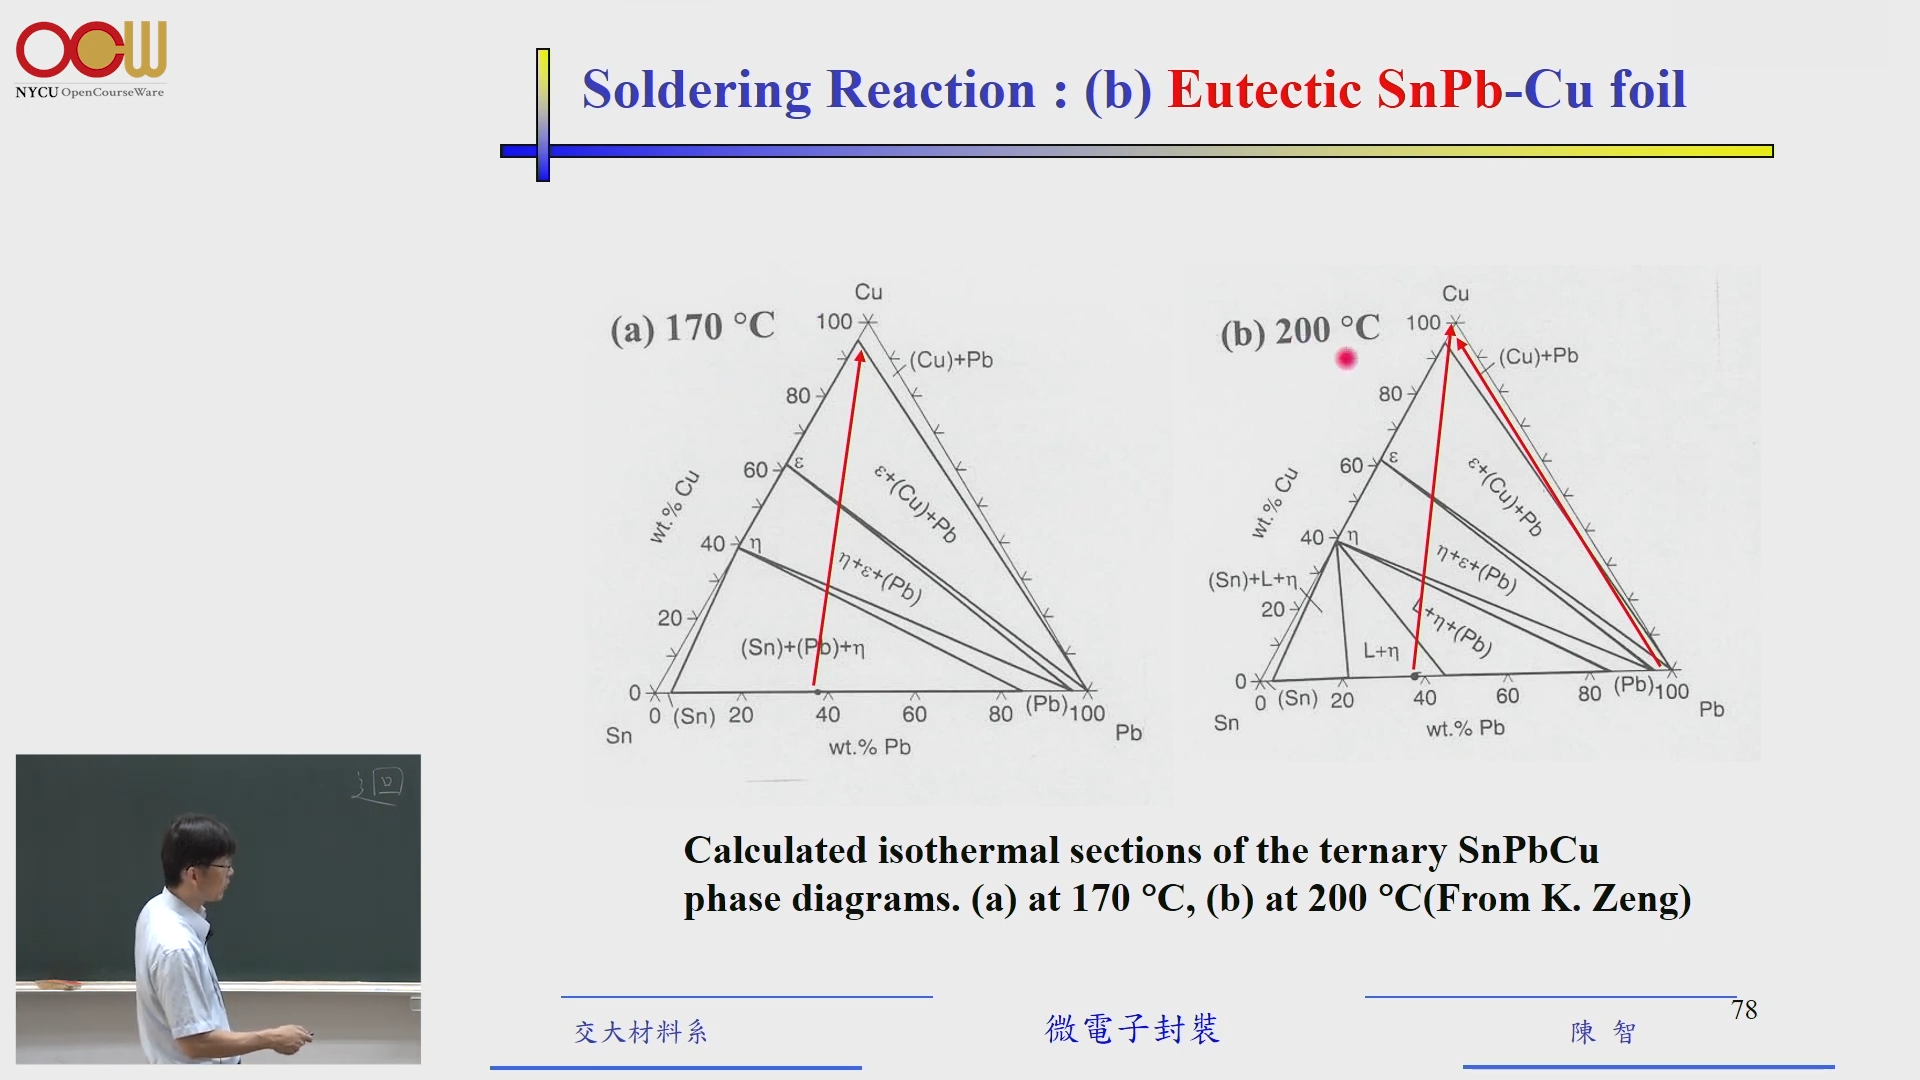 OCW
NYCU OpenCourseWare
Soldering Reaction : (b) Eutectic SnPb-Cu foil
(a) 170 °C
Cu
100
(Cu)+Pb
80
60
ε
ε+(Cu)+Pb
wt.% Cu
40
η
η+ε+(Pb)
20
(Sn)+(Pb)+η
0
0 (Sn) 20 40 60 80 (Pb) 100
Sn
Pb
wt.% Pb
(b) 200 °C
Cu
100
(Cu)+Pb
80
60
ε
ε+(Cu)+Pb
wt.% Cu
40
η
η+ε+(Pb)
(Sn)+L+η
20
L+η+(Pb)
L+η
0
0 (Sn) 20 40 60 80 (Pb) 100
Sn
Pb
wt.% Pb
Calculated isothermal sections of the ternary SnPbCu
phase diagrams. (a) at 170 °C, (b) at 200 °C(From K. Zeng)
交大材料系
微電子封裝
陳 智
78